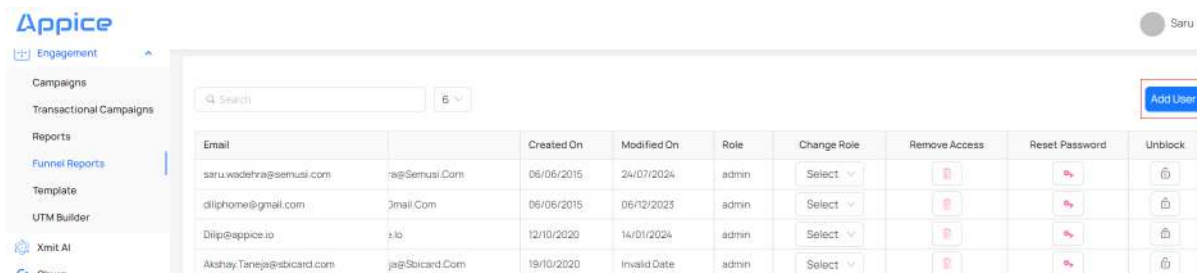 Appice
Saru
Engagement
Campaigns
Transactional Campaigns
Reports
Funnel Reports
Template
UTM Builder
Xmit AI
Search
6
Add User
Email Created On Modified On Role Change Role Remove Access Reset Password Unblock
saru.wadehra@semusi.com ra@Semusi.Com 06/06/2015 24/07/2024 admin Select
diliphome@gmail.com Jmail.Com 06/06/2015 06/12/2023 admin Select
Dilip@appice.io 12/10/2020 14/01/2024 admin Select
Akshay.Taneja@sbicard.com ja@Sbicard.Com 19/10/2020 Invalid Date admin Select